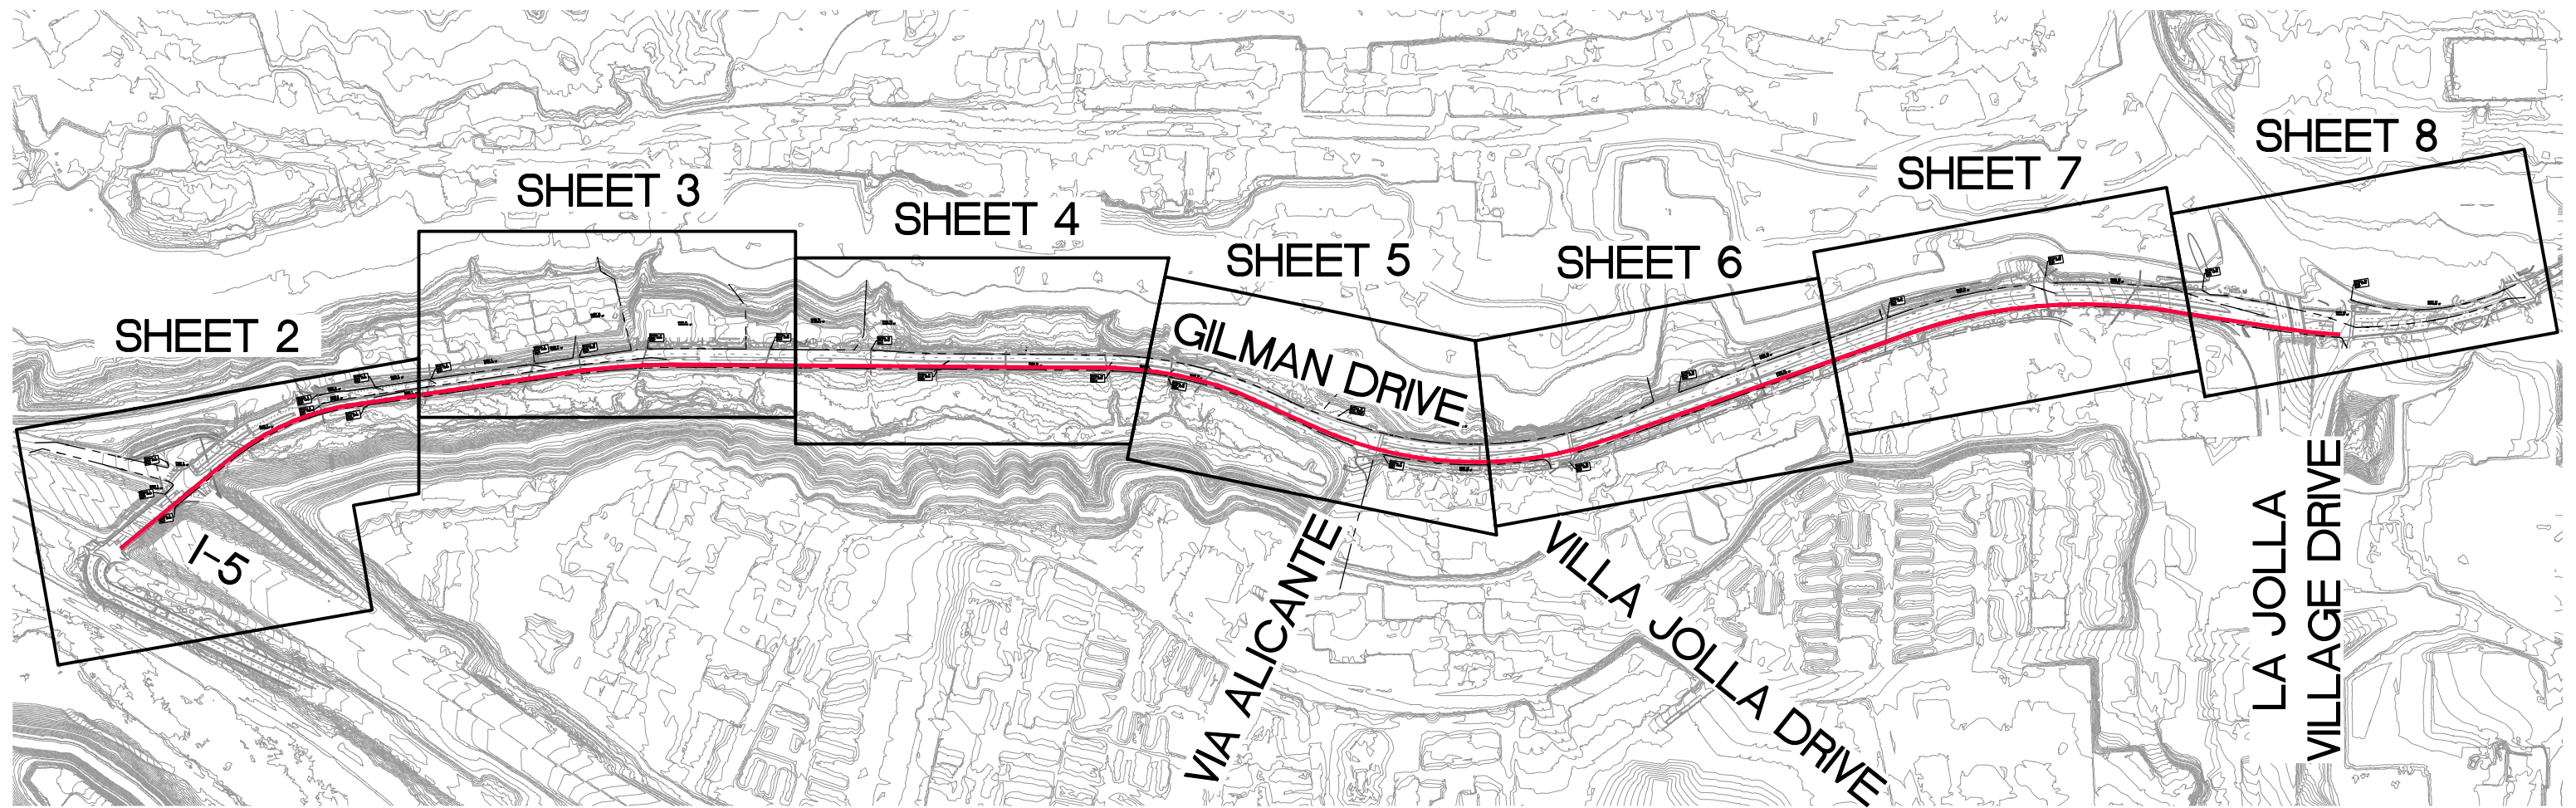 SHEET 2
SHEET 3
SHEET 4
SHEET 5
SHEET 6
SHEET 7
SHEET 8
GILMAN DRIVE
I-5
VIA ALICANTE
VILLA JOLLA DRIVE
LA JOLLA
VILLAGE DRIVE